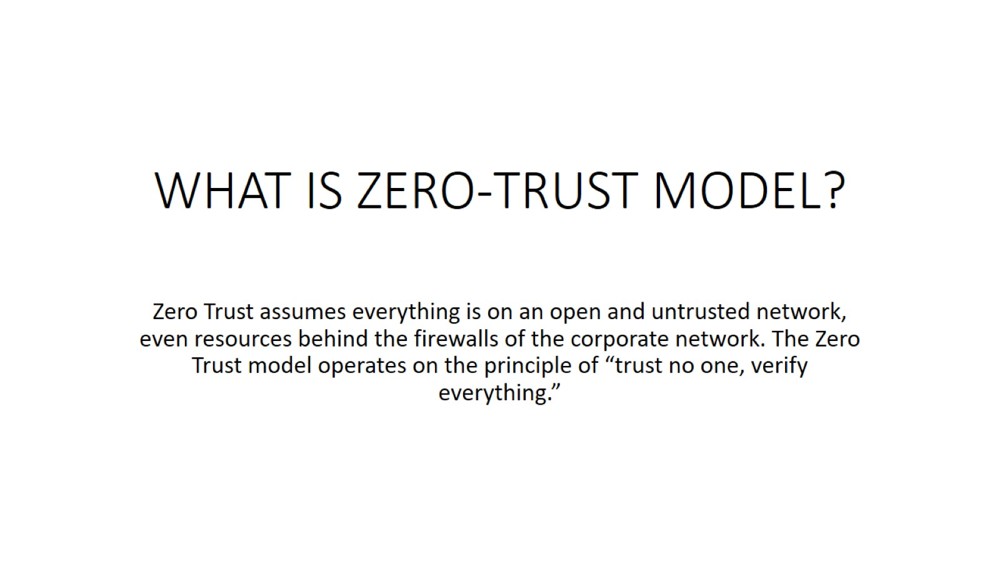 WHAT IS ZERO-TRUST MODEL?
Zero Trust assumes everything is on an open and untrusted network,
even resources behind the firewalls of the corporate network. The Zero
Trust model operates on the principle of “trust no one, verify
everything.”